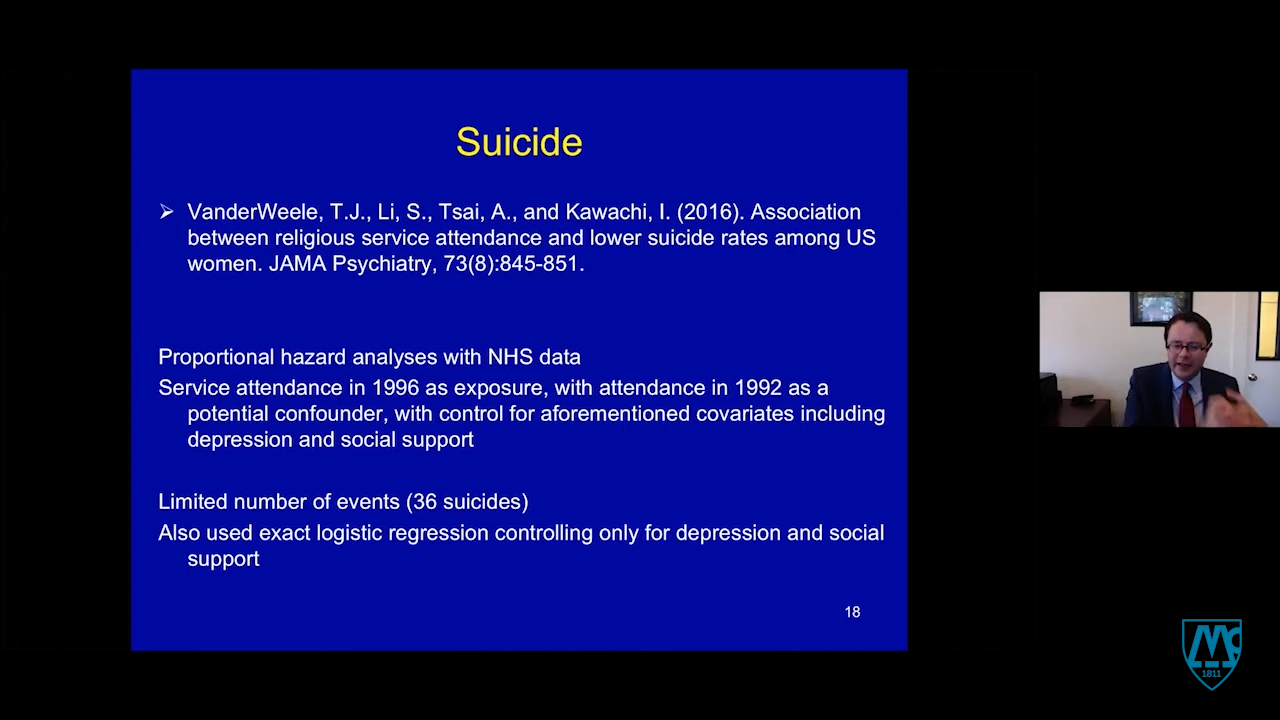 Suicide
➢ VanderWeele, T.J., Li, S., Tsai, A., and Kawachi, I. (2016). Association
between religious service attendance and lower suicide rates among US
women. JAMA Psychiatry, 73(8):845-851.
Proportional hazard analyses with NHS data
Service attendance in 1996 as exposure, with attendance in 1992 as a
potential confounder, with control for aforementioned covariates including
depression and social support
Limited number of events (36 suicides)
Also used exact logistic regression controlling only for depression and social
support
18
1811